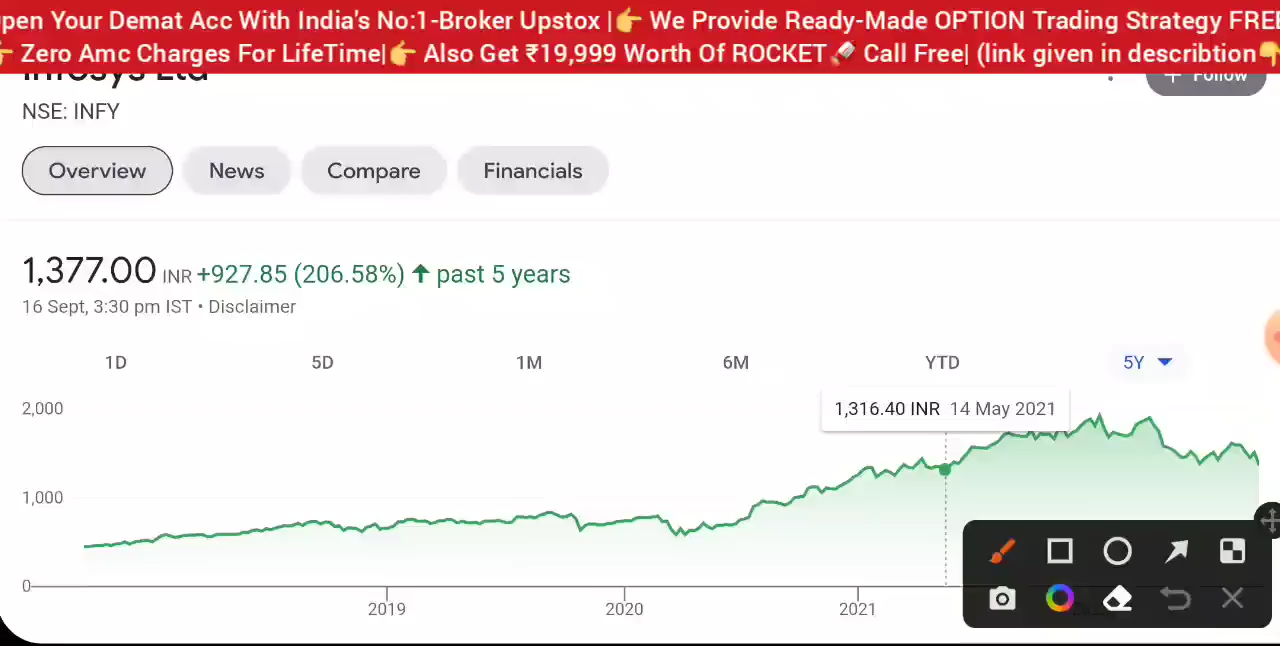 pen Your Demat Acc With India's No:1-Broker Upstox |👉 We Provide Ready-Made OPTION Trading Strategy FREE
👉 Zero Amc Charges For LifeTime|👉 Also Get ₹19,999 Worth Of ROCKET🚀 Call Free| (link given in describtion👇
Infosys Ltd
+ Follow
NSE: INFY
Overview News Compare Financials
1,377.00 INR +927.85 (206.58%) ↑ past 5 years
16 Sept, 3:30 pm IST • Disclaimer
1D 5D 1M 6M YTD 5Y
1,316.40 INR 14 May 2021
2,000
1,000
0
2019 2020 2021